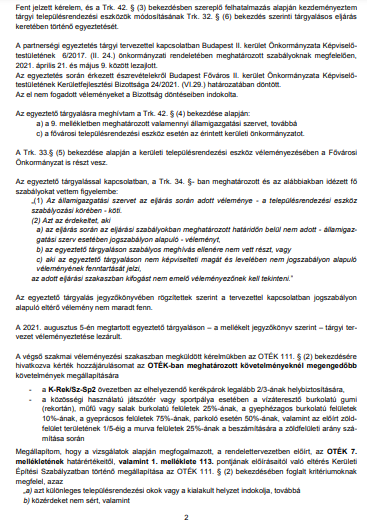 Fent jelzett kérelem, és a Trk. 42. § (3) bekezdésben szereplő felhatalmazás alapján kezdeményeztem
tárgyi településrendezési eszközök módosításának Trk. 32. § (6) bekezdés szerinti tárgyalásos eljárás
keretében történő egyeztetését.
A partnerségi egyeztetés tárgyi tervezettel kapcsolatban Budapest II. kerület Önkormányzata Képviselő-
testületének 6/2017. (II. 24.) önkormányzati rendeletében meghatározott szabályoknak megfelelően,
2021. április 21. és május 9. között lezajlott.
Az egyeztetés során érkezett észrevételekről Budapest Főváros II. kerület Önkormányzata Képviselő-
testületének Kerületfejlesztési Bizottsága 24/2021. (VI.29.) határozatában döntött.
Az el nem fogadott véleményeket a Bizottság döntéseiben indokolta.
Az egyeztető tárgyalásra meghívtam a Trk. 42. § (4) bekezdése alapján:
a) a 9. mellékletben meghatározott valamennyi államigazgatási szervet, továbbá
c) a fővárosi településrendezési eszköz esetén az érintett kerületi önkormányzatot.
A Trk. 33.§ (5) bekezdése alapján a kerületi településrendezési eszköz véleményezésében a Fővárosi
Önkormányzat is részt vesz.
Az egyeztető tárgyalással kapcsolatban, a Trk. 34. §- ban meghatározott és az alábbiakban idézett fő
szabályokat vettem figyelembe:
„(1) Az államigazgatási szervet az eljárás során adott véleménye - a településrendezési eszköz
szabályozási körében - köti.
(2) Azt az érdekeltet, aki
a) az eljárás során az eljárási szakaszokban meghatározott határidőn belül nem adott - államigaz-
gatási szerv esetében jogszabályon alapuló - véleményt,
b) az egyeztető tárgyaláson szabályos meghívás ellenére nem vett részt, vagy
c) aki az egyeztető tárgyaláson nem képviselteti magát és levelében nem jogszabályon alapuló
véleményének fenntartását jelzi,
az adott eljárási szakaszban kifogást nem emelő véleményezőnek kell tekinteni."
Az egyeztető tárgyalás jegyzőkönyvében rögzítettek szerint a tervezettel kapcsolatban jogszabályon
alapuló eltérő vélemény nem maradt fenn.
A 2021. augusztus 5-én megtartott egyeztető tárgyaláson – a mellékelt jegyzőkönyv szerint – tárgyi ter-
vezet véleményeztetése lezárult.
A végső szakmai véleményezési szakaszban megküldött kérelmükben az OTÉK 111. § (2) bekezdésére
hivatkozva kérték hozzájárulásomat az OTÉK-ban meghatározott követelményeknél megengedőbb
követelmények megállapítására
- a K-Rek/Sz-Sp2 övezetben az elhelyezendő kerékpárok legalább 2/3-ának helybiztosítására,
- a közösségi használatú játszótér vagy sportpálya esetében a vízáteresztő burkolatú gumi
(rekortán), műfű vagy salak burkolatú felületek 25%-ának, a gyephézagos burkolatú felületek
10%-ának, a gyeprácsos felületek 75%-ának, parkoló esetén 50%-ának, valamint az előírt zöld-
felület területének 1/5-éig a murva felületek 25%-ának a beszámítására a zöldfelületi arány szá-
mítása során
Megállapítom, hogy a vizsgálatok alapján megfogalmazott, a rendelettervezetben előírt, az OTÉK 7.
mellékletének határértékeitől, valamint 1. melléklete 113. pontjának előírásaitól való eltérés Kerületi
Építési Szabályzatban történő megállapítása az OTÉK 111. § (2) bekezdésében foglalt kritériumoknak
megfelel, azaz
„a) azt különleges településrendezési okok vagy a kialakult helyzet indokolja, továbbá
b) közérdeket nem sért, valamint
2